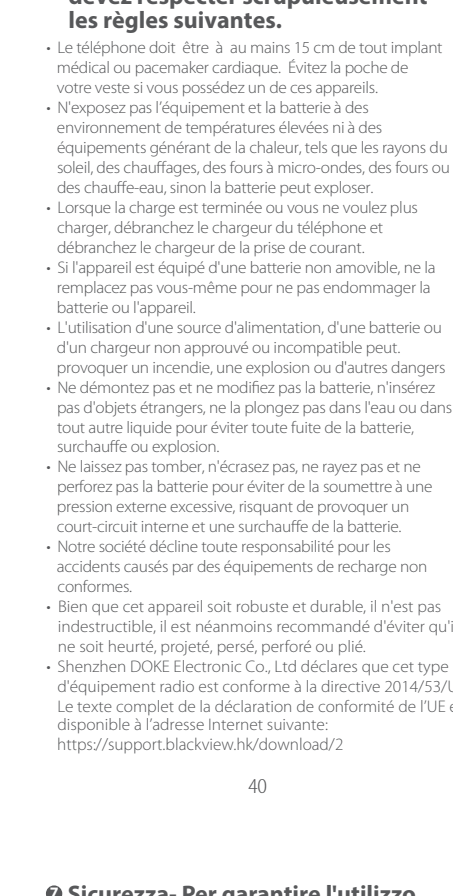 devez respecter scrupuleusement
les règles suivantes.
• Le téléphone doit être à au mains 15 cm de tout implant
médical ou pacemaker cardiaque. Évitez la poche de
votre veste si vous possédez un de ces appareils.
• N'exposez pas l'équipement et la batterie à des
environnement de températures élevées ni à des
équipements générant de la chaleur, tels que les rayons du
soleil, des chauffages, des fours à micro-ondes, des fours ou
des chauffe-eau, sinon la batterie peut exploser.
• Lorsque la charge est terminée ou vous ne voulez plus
charger, débranchez le chargeur du téléphone et
débranchez le chargeur de la prise de courant.
• Si l'appareil est équipé d'une batterie non amovible, ne la
remplacez pas vous-même pour ne pas endommager la
batterie ou l'appareil.
• L'utilisation d'une source d'alimentation, d'une batterie ou
d'un chargeur non approuvé ou incompatible peut.
provoquer un incendie, une explosion ou d'autres dangers
• Ne démontez pas et ne modifiez pas la batterie, n'insérez
pas d'objets étrangers, ne la plongez pas dans l'eau ou dans
tout autre liquide pour éviter toute fuite de la batterie,
surchauffe ou explosion.
• Ne laissez pas tomber, n'écrasez pas, ne rayez pas et ne
perforez pas la batterie pour éviter de la soumettre à une
pression externe excessive, risquant de provoquer un
court-circuit interne et une surchauffe de la batterie.
• Notre société décline toute responsabilité pour les
accidents causés par des équipements de recharge non
conformes.
• Bien que cet appareil soit robuste et durable, il n'est pas
indestructible, il est néanmoins recommandé d'éviter qu'i
ne soit heurté, projeté, persé, perforé ou plié.
• Shenzhen DOKE Electronic Co., Ltd déclares que cet type
d'équipement radio est conforme à la directive 2014/53/U
Le texte complet de la déclaration de conformité de l'UE e
disponible à l'adresse Internet suivante:
https://support.blackview.hk/download/2
40
❼ Sicurezza- Per garantire l'utilizzo